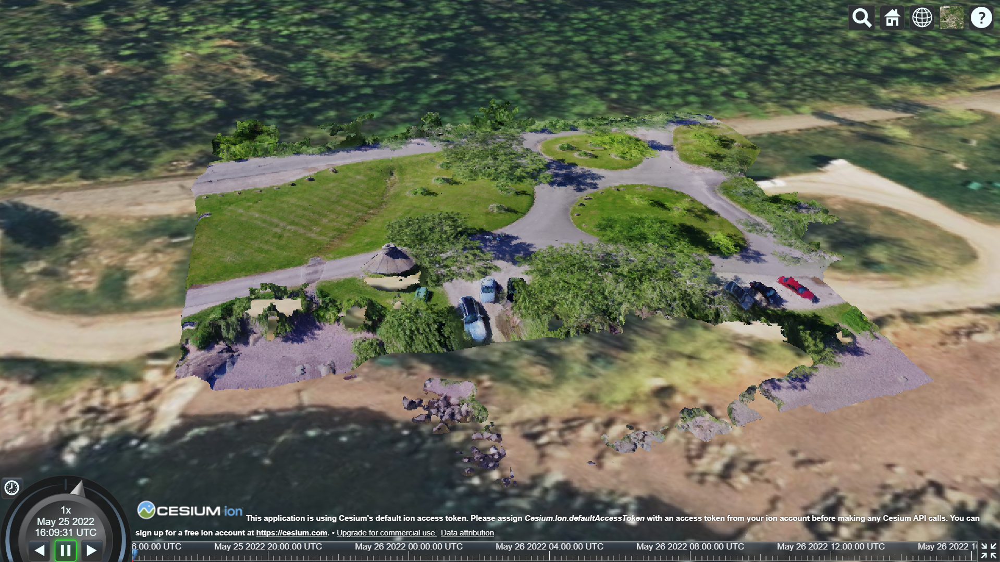 ?
1x
May 25 2022
16:09:31 UTC
CESIUM ion
This application is using Cesium's default ion access token. Please assign Cesium.Ion.defaultAccessToken with an access token from your ion account before making any Cesium API calls. You can
sign up for a free ion account at https://cesium.com. • Upgrade for commercial use. Data attribution
6:00:00 UTC May 25 2022 20:00:00 UTC May 26 2022 00:00:00 UTC May 26 2022 04:00:00 UTC May 26 2022 08:00:00 UTC May 26 2022 12:00:00 UTC May 26 2022 1